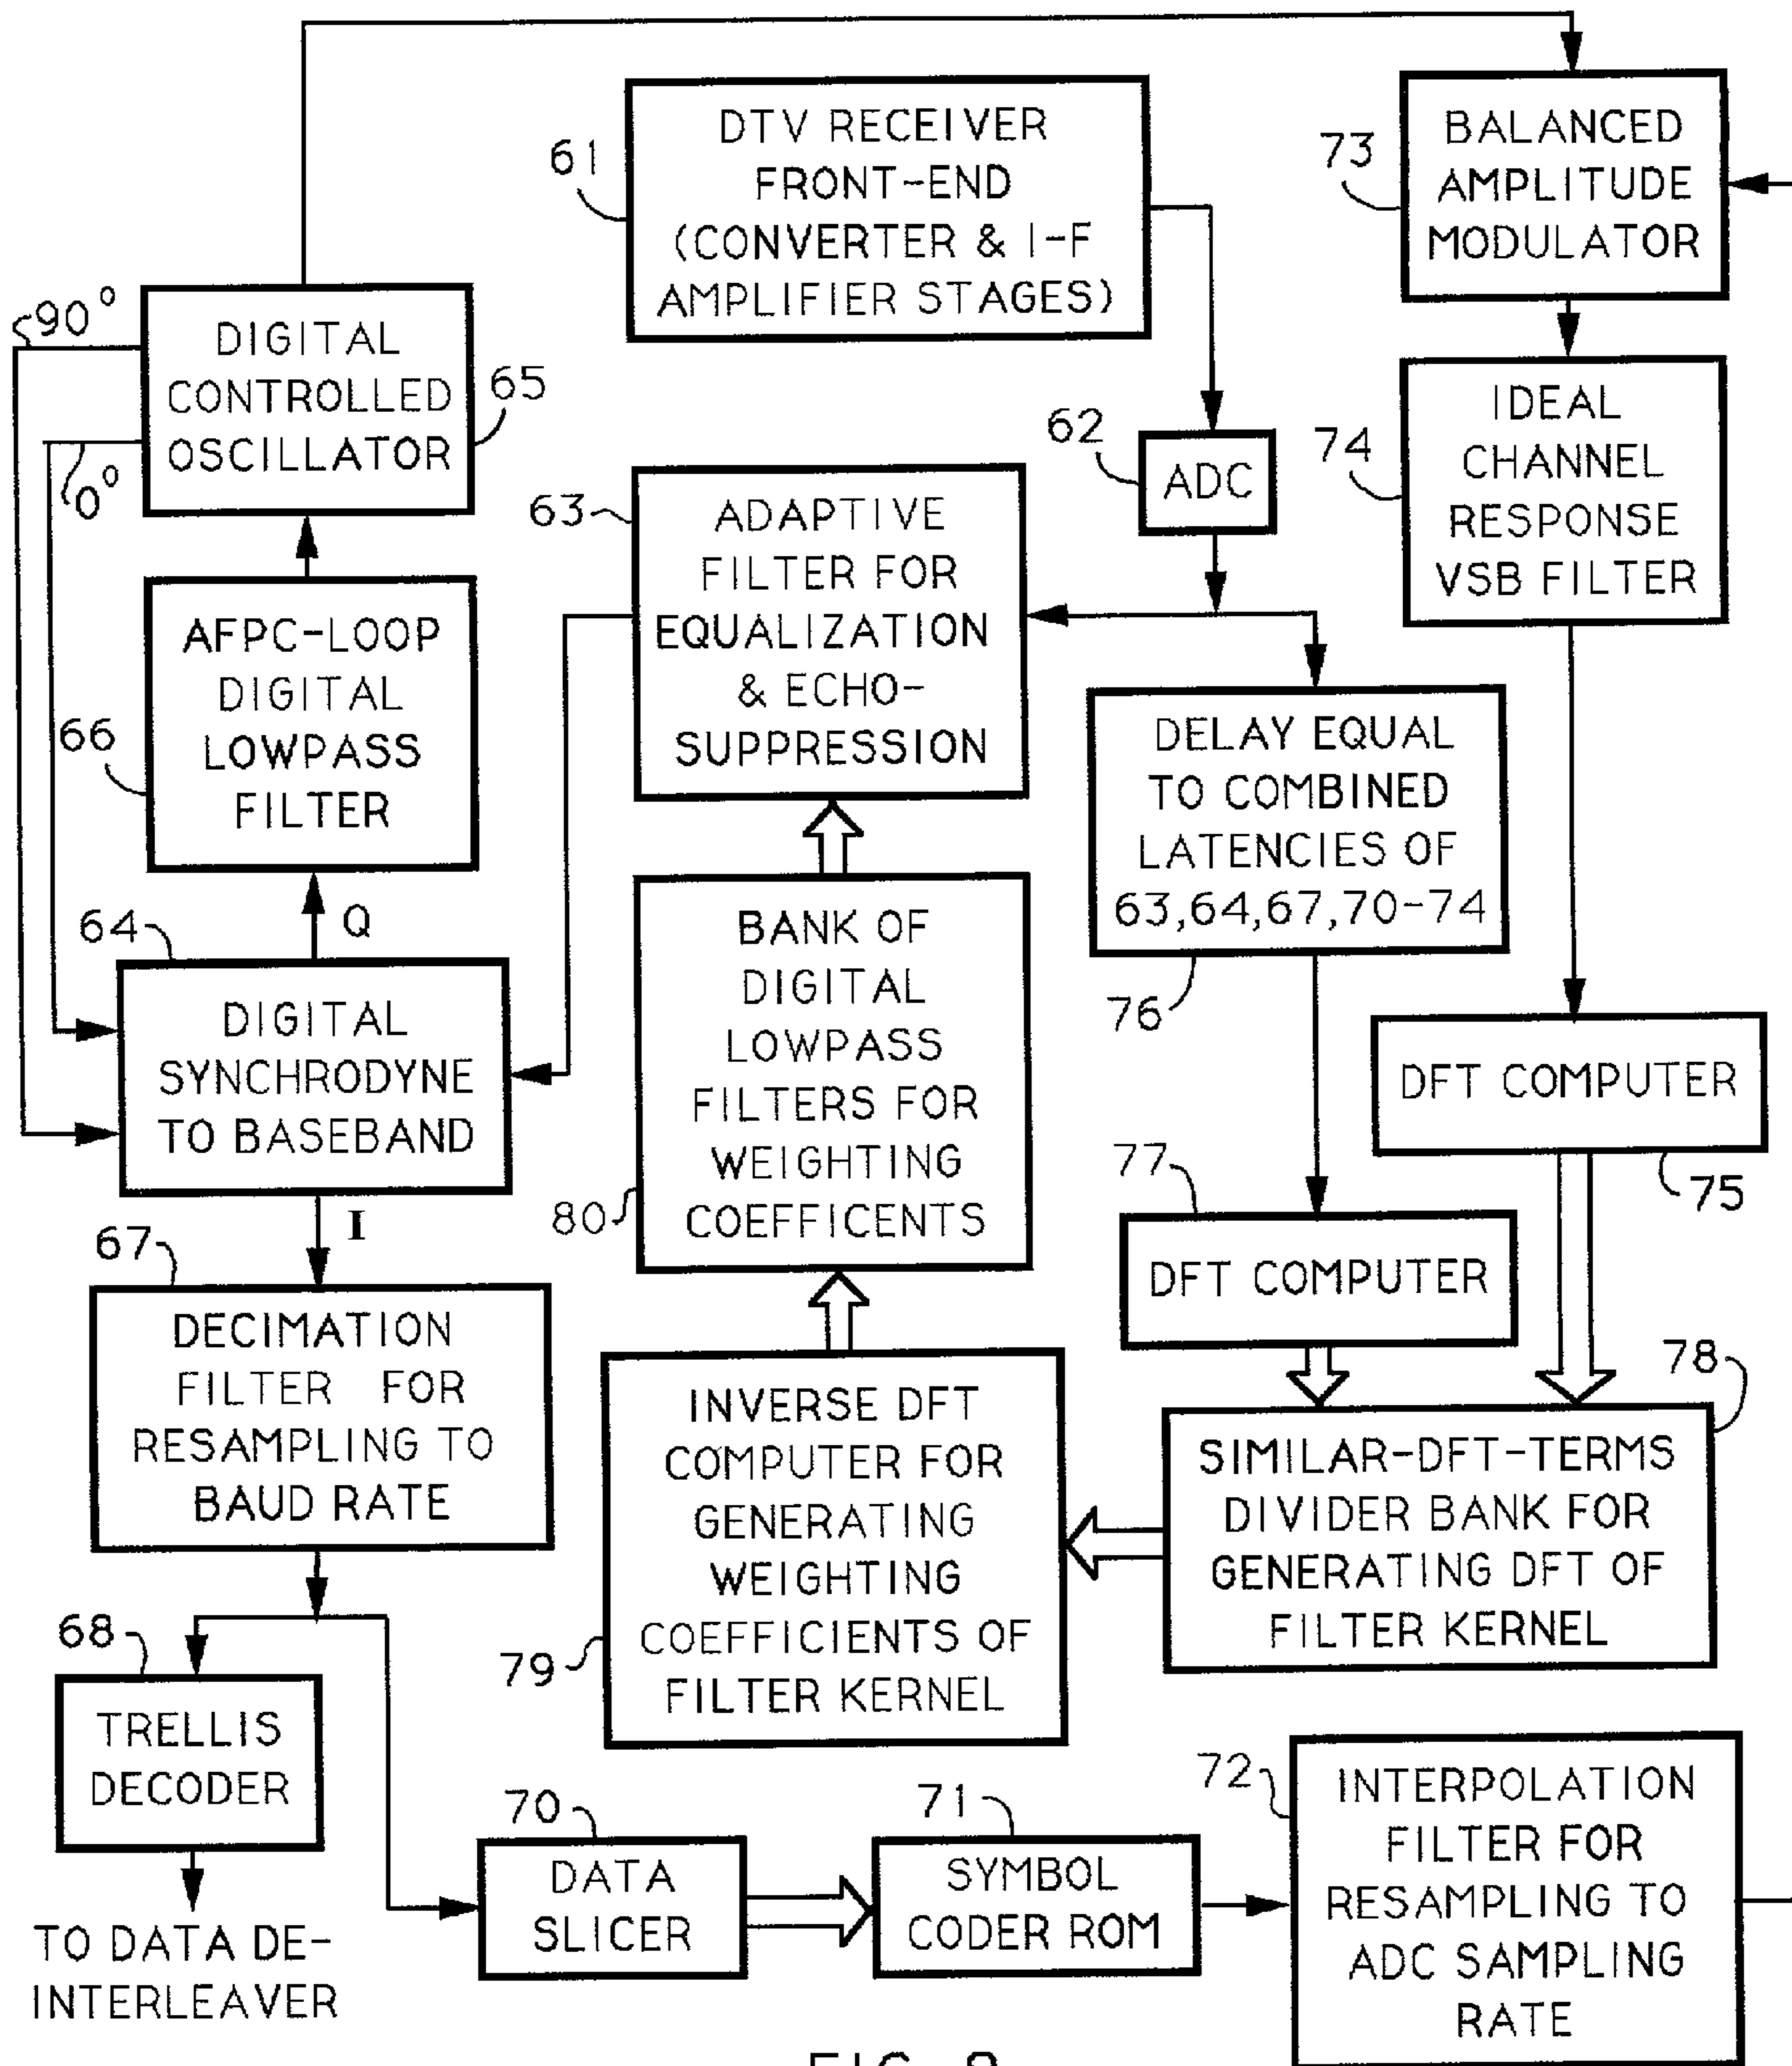 DTV RECEIVER
FRONT-END
(CONVERTER & I-F
AMPLIFIER STAGES)
61
BALANCED
AMPLITUDE
MODULATOR
73
90°
0°
DIGITAL
CONTROLLED
OSCILLATOR
65
62
ADC
IDEAL
CHANNEL
RESPONSE
VSB FILTER
74
63
ADAPTIVE
FILTER FOR
EQUALIZATION
& ECHO-
SUPPRESSION
AFPC-LOOP
DIGITAL
LOWPASS
FILTER
66
DELAY EQUAL
TO COMBINED
LATENCIES OF
63,64,67,70-74
76
Q
64
DIGITAL
SYNCHRODYNE
TO BASEBAND
BANK OF
DIGITAL
LOWPASS
FILTERS FOR
WEIGHTING
COEFFICENTS
80
DFT COMPUTER
75
77
DFT COMPUTER
I
67
DECIMATION
FILTER FOR
RESAMPLING TO
BAUD RATE
INVERSE DFT
COMPUTER FOR
GENERATING
WEIGHTING
COEFFICIENTS OF
FILTER KERNEL
79
78
SIMILAR-DFT-TERMS
DIVIDER BANK FOR
GENERATING DFT OF
FILTER KERNEL
68
TRELLIS
DECODER
TO DATA DE-
INTERLEAVER
70
DATA
SLICER
71
SYMBOL
CODER ROM
72
INTERPOLATION
FILTER FOR
RESAMPLING TO
ADC SAMPLING
RATE